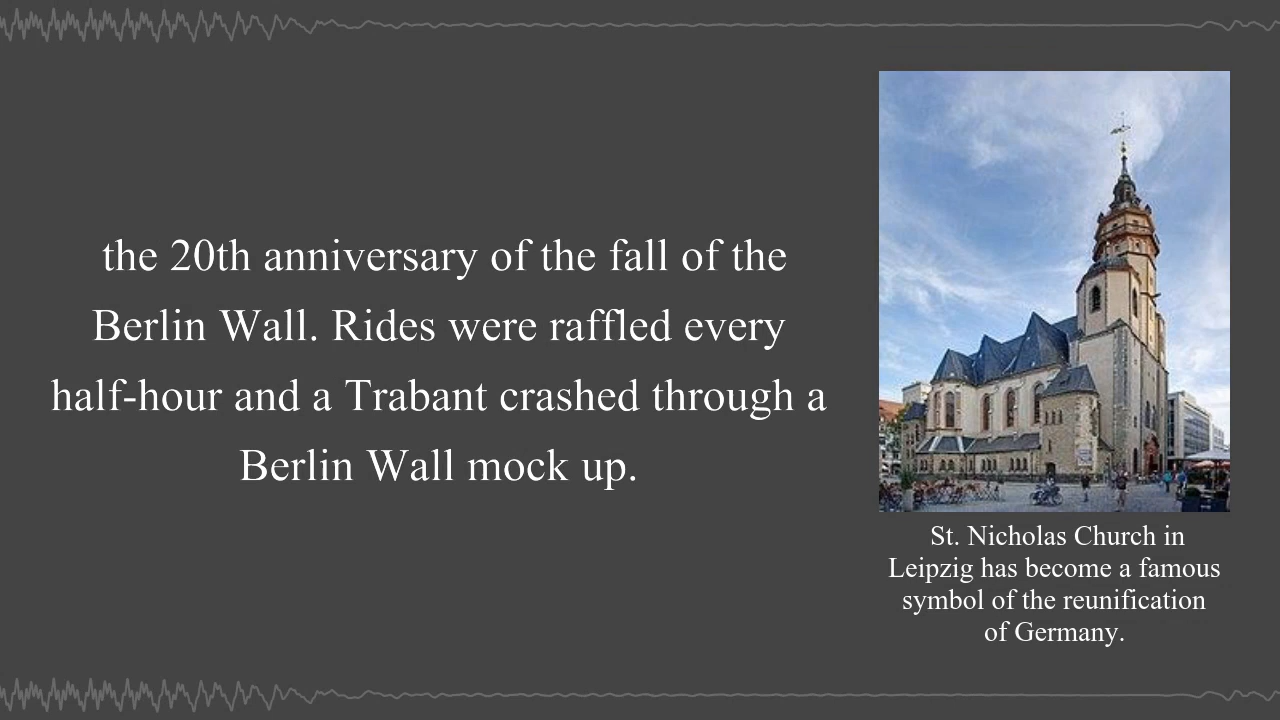 the 20th anniversary of the fall of the
Berlin Wall. Rides were raffled every
half-hour and a Trabant crashed through a
Berlin Wall mock up.
St. Nicholas Church in
Leipzig has become a famous
symbol of the reunification
of Germany.